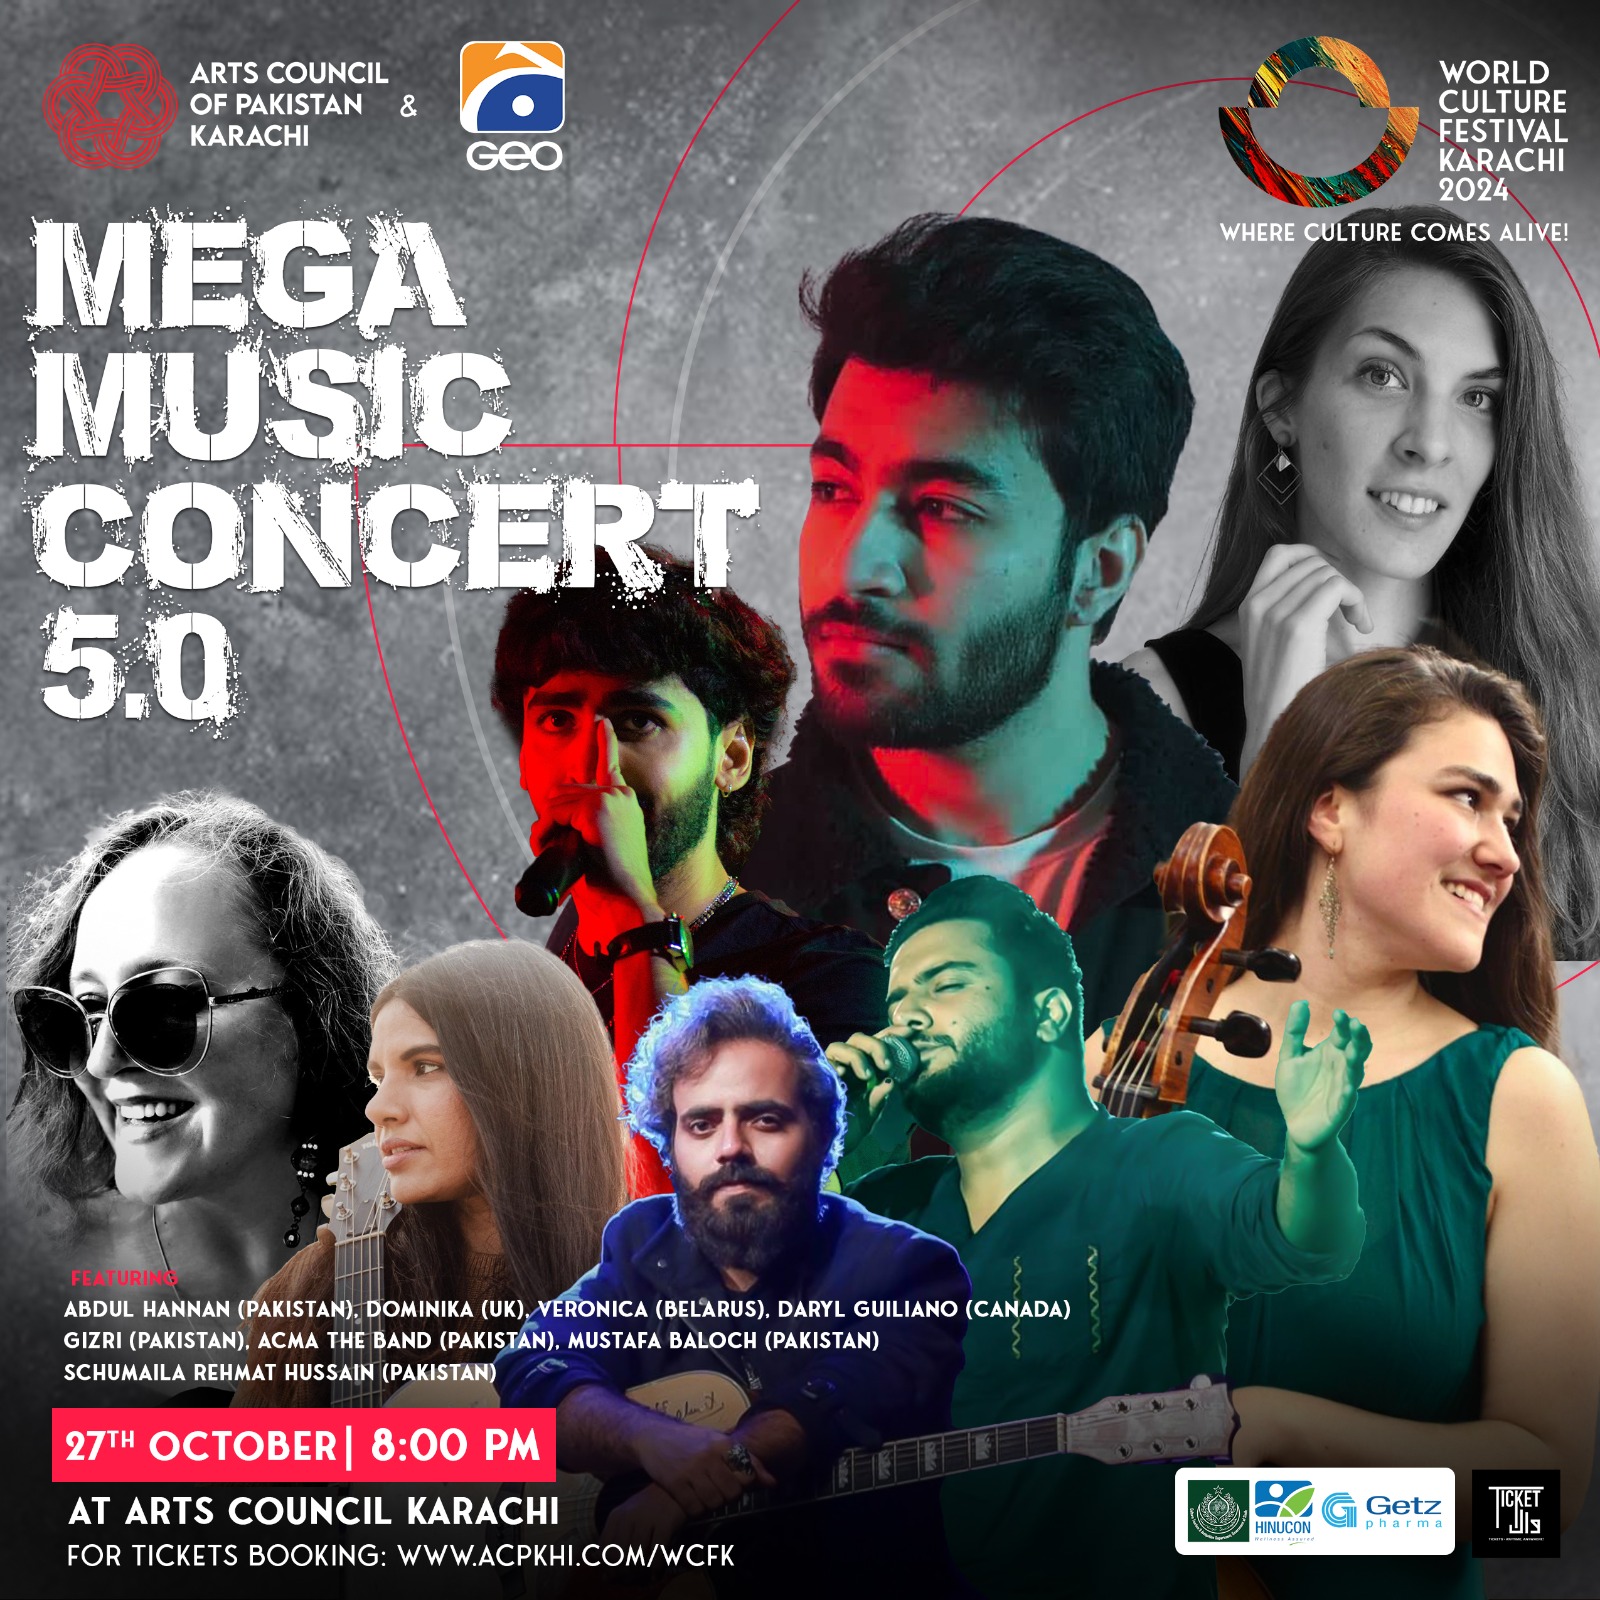 ARTS COUNCIL
OF PAKISTAN
KARACHI
&
GEO
WORLD
CULTURE
FESTIVAL
KARACHI
2024
WHERE CULTURE COMES ALIVE!
MEGA
MUSIC
CONCERT
5.0
FEATURING
ABDUL HANNAN (PAKISTAN), DOMINIKA (UK), VERONICA (BELARUS), DARYL GUILIANO (CANADA)
GIZRI (PAKISTAN), ACMA THE BAND (PAKISTAN), MUSTAFA BALOCH (PAKISTAN)
SCHUMAILA REHMAT HUSSAIN (PAKISTAN)
27TH OCTOBER| 8:00 PM
AT ARTS COUNCIL KARACHI
FOR TICKETS BOOKING: WWW.ACPKHI.COM/WCFK
HINUCON
Wellness Assured
Getz
pharma
TICKET
والا